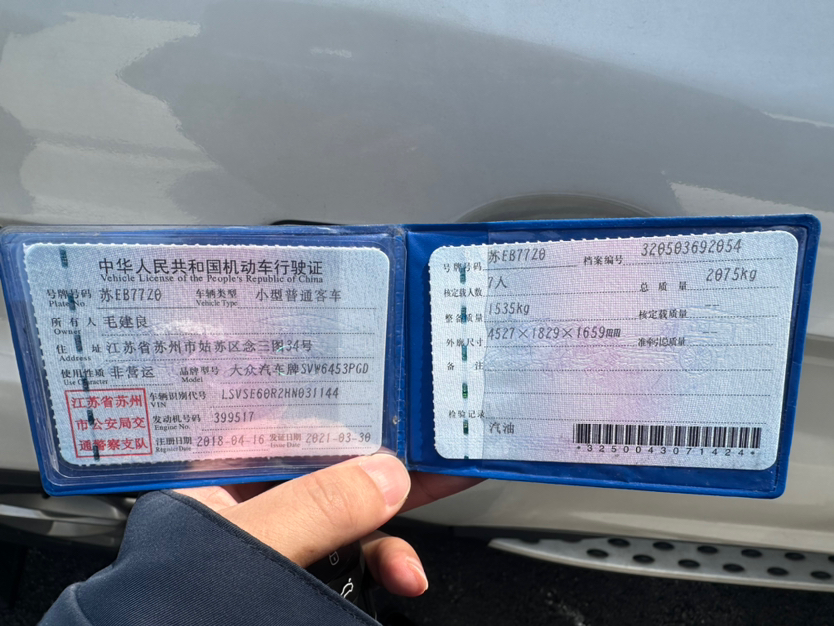 中华人民共和国机动车行驶证
Vehicle License of the People's Republic of China
号牌号码 苏EB77Z0 车辆类型 小型普通客车
Plate No. Vehicle Type
所有人 毛建良
Owner
住址 江苏省苏州市姑苏区念三图34号
Address
使用性质 非营运 品牌型号 大众汽车牌SVW6453PGD
Use Character Model
江苏省苏州
市公安局交
通警察支队
车辆识别代号 LSVSE60R2HN031144
VIN
发动机号码 399517
Engine No.
注册日期 2018-04-16 发证日期 2021-03-30
Register Date Issue Date
号牌号码 苏EB77Z0 档案编号 320503692054
核定载人数 7人 总质量 2075kg
整备质量 1535kg 核定载质量 --
外廓尺寸 4527×1829×1659mm 准牵引总质量 --
备注
检验记录
汽油
*3250043071424*